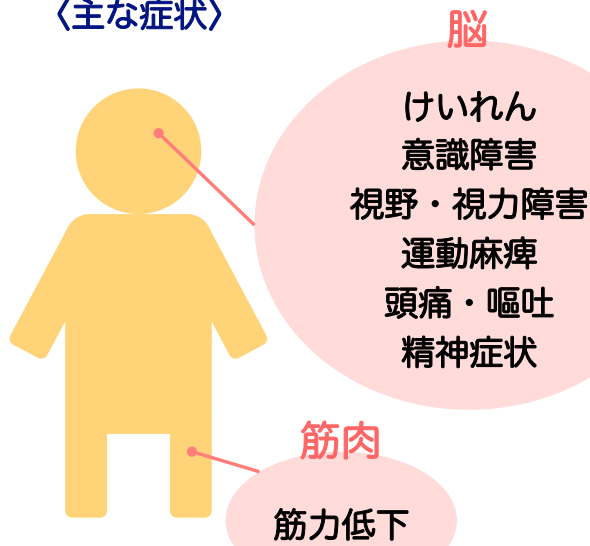 〈主な症状〉
脳
けいれん
意識障害
視野・視力障害
運動麻痺
頭痛・嘔吐
精神症状
筋肉
筋力低下